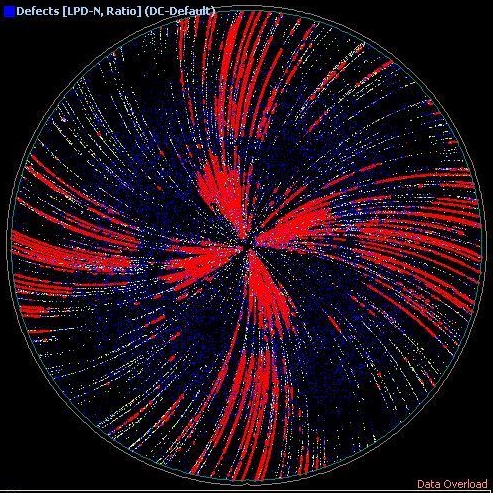 Defects [LPD-N, Ratio] (DC-Default)
Data Overload